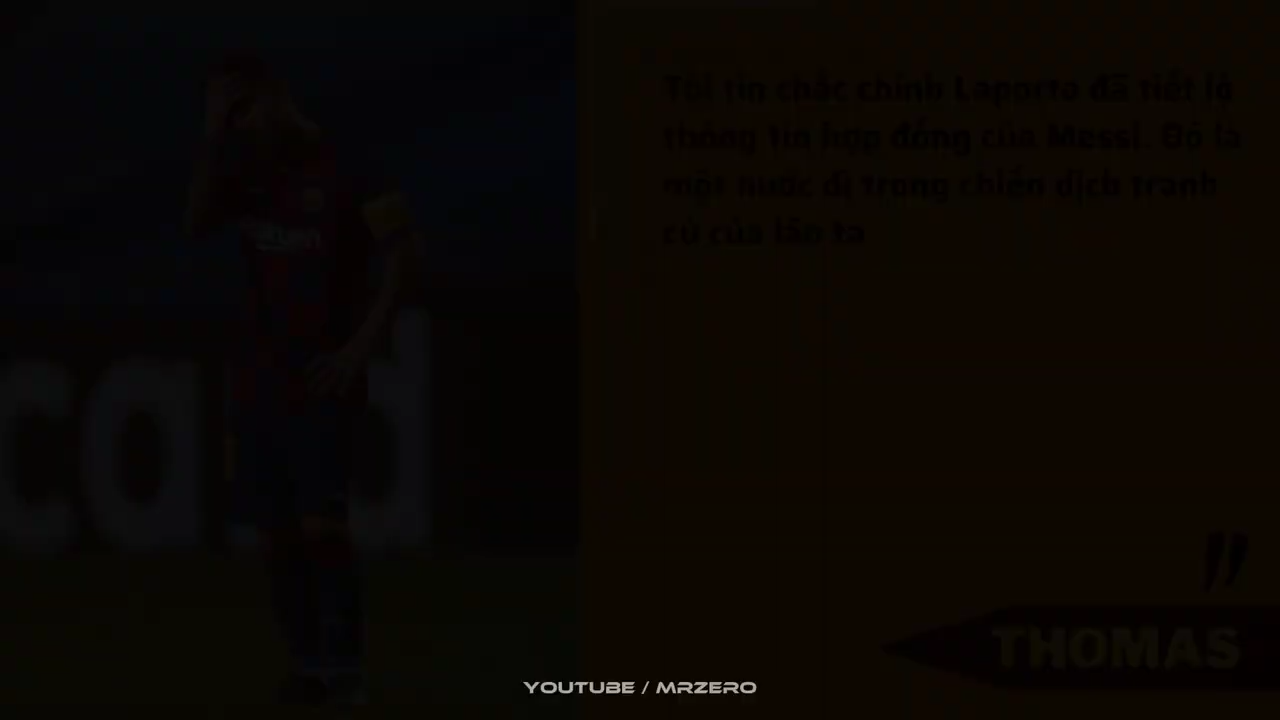 Tôi tin chắc chính Laporta đã tiết lộ
thông tin hợp đồng của Messi. Đó là
một nước đi trong chiến dịch tranh
cử của lão ta
"
THOMAS
YOUTUBE / MRZERO